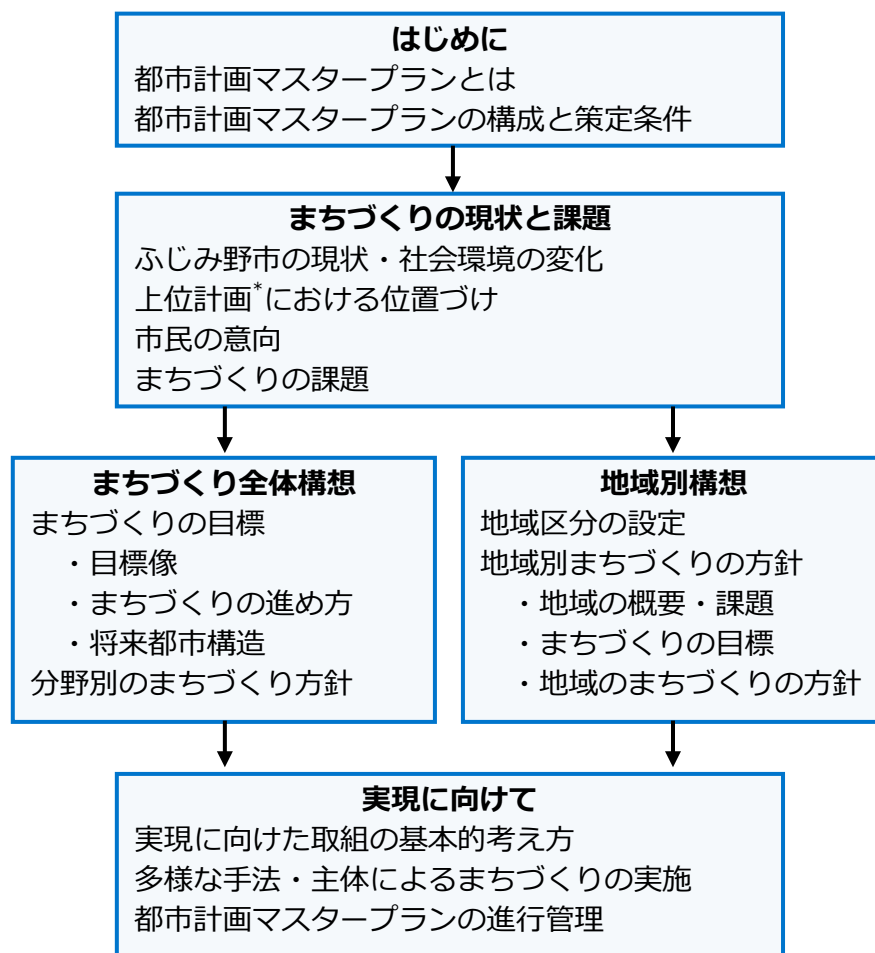 はじめに
都市計画マスタープランとは
都市計画マスタープランの構成と策定条件
まちづくりの現状と課題
ふじみ野市の現状・社会環境の変化
上位計画*における位置づけ
市民の意向
まちづくりの課題
まちづくり全体構想
まちづくりの目標
・目標像
・まちづくりの進め方
・将来都市構造
分野別のまちづくり方針
地域別構想
地域区分の設定
地域別まちづくりの方針
・地域の概要・課題
・まちづくりの目標
・地域のまちづくりの方針
実現に向けて
実現に向けた取組の基本的考え方
多様な手法・主体によるまちづくりの実施
都市計画マスタープランの進行管理